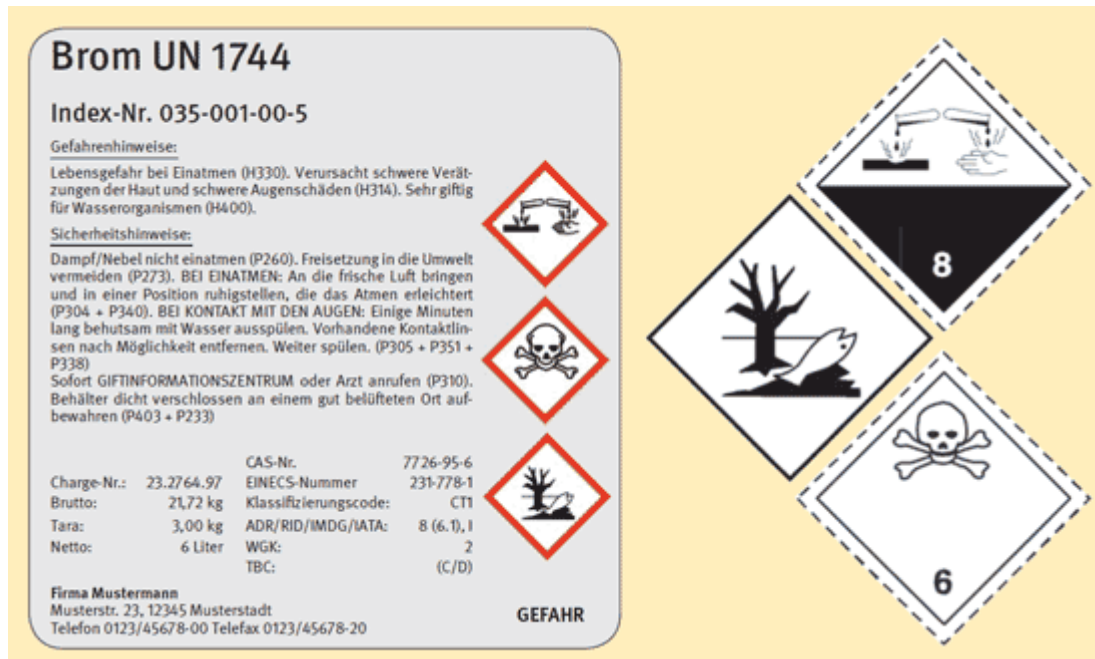 Brom UN 1744
Index-Nr. 035-001-00-5
Gefahrenhinweise:
Lebensgefahr bei Einatmen (H330). Verursacht schwere Verät-
zungen der Haut und schwere Augenschäden (H314). Sehr giftig
für Wasserorganismen (H400).
Sicherheitshinweise:
Dampf/Nebel nicht einatmen (P260). Freisetzung in die Umwelt
vermeiden (P273). BEI EINATMEN: An die frische Luft bringen
und in einer Position ruhigstellen, die das Atmen erleichtert
(P304 + P340). BEI KONTAKT MIT DEN AUGEN: Einige Minuten
lang behutsam mit Wasser ausspülen. Vorhandene Kontaktlin-
sen nach Möglichkeit entfernen. Weiter spülen. (P305 + P351 +
P338)
Sofort GIFTINFORMATIONSZENTRUM oder Arzt anrufen (P310).
Behälter dicht verschlossen an einem gut belüfteten Ort auf-
bewahren (P403 + P233)
CAS-Nr. 7726-95-6
Charge-Nr.: 23.2764.97 EINECS-Nummer 231-778-1
Brutto: 21,72 kg Klassifizierungscode: CT1
Tara: 3,00 kg ADR/RID/IMDG/IATA: 8 (6.1), I
Netto: 6 Liter WGK: 2
TBC: (C/D)
Firma Mustermann
Musterstr. 23, 12345 Musterstadt
Telefon 0123/45678-00 Telefax 0123/45678-20
GEFAHR
8
6